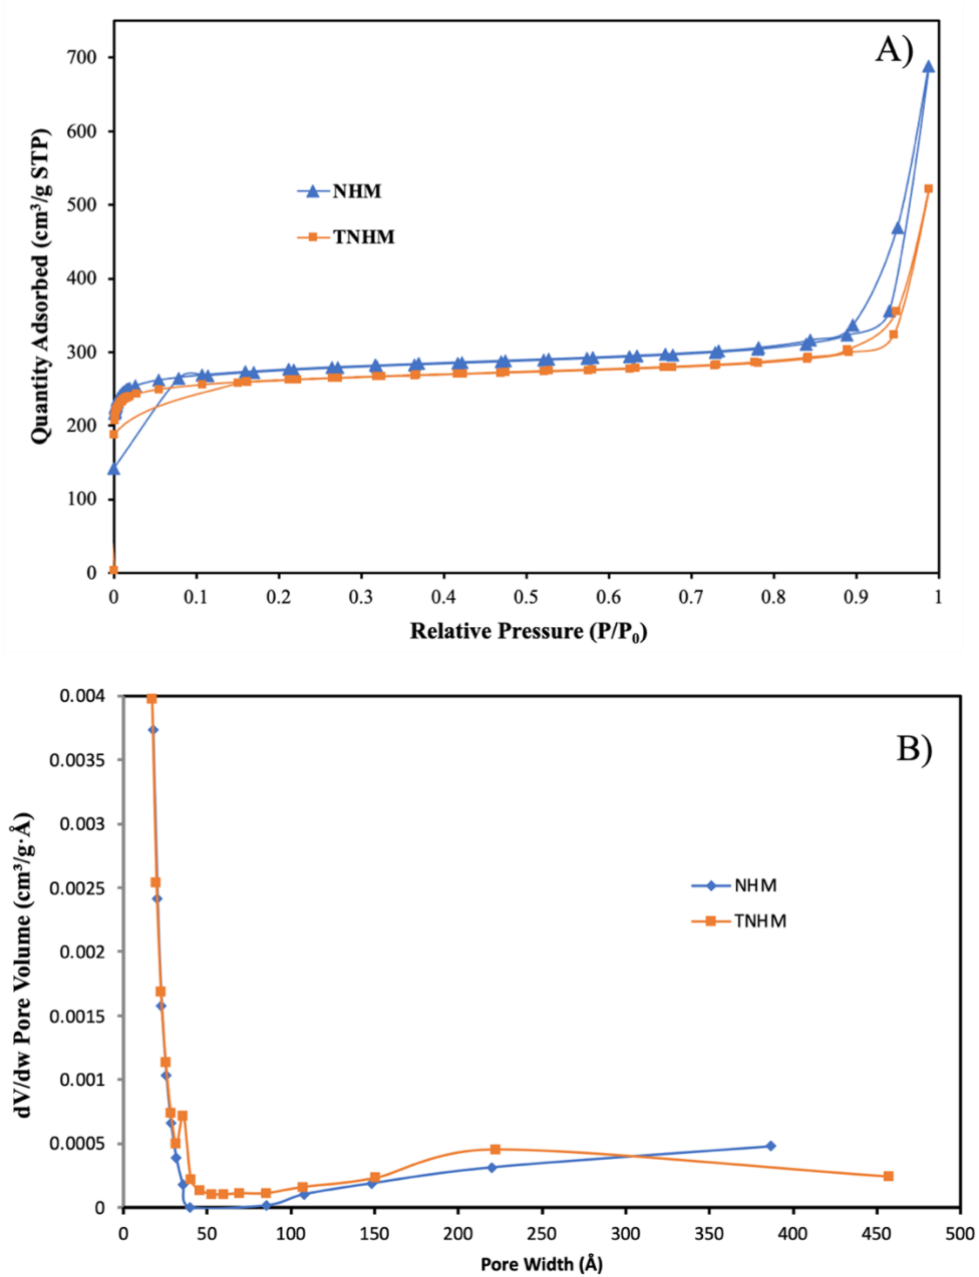 A)
700
600
500
400
300
200
100
0
Quantity Adsorbed (cm³/g STP)
NHM
TNHM
0 0.1 0.2 0.3 0.4 0.5 0.6 0.7 0.8 0.9 1
Relative Pressure (P/P₀)
B)
0.004
0.0035
0.003
0.0025
0.002
0.0015
0.001
0.0005
0
dV/dw Pore Volume (cm³/g·Å)
NHM
TNHM
0 50 100 150 200 250 300 350 400 450 500
Pore Width (Å)